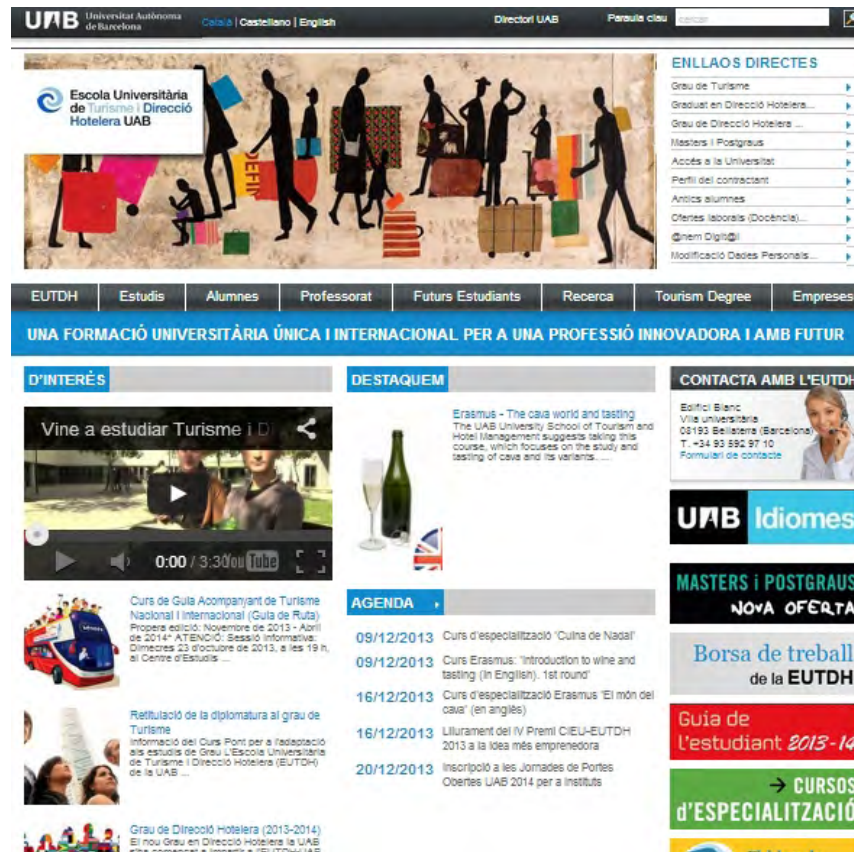 UAB Universitat Autònoma
de Barcelona
Català | Castellano | English
Directori UAB
Paraula clau
cercar
Escola Universitària
de Turisme i Direcció
Hotelera UAB
ENLLAOS DIRECTES
Grau de Turisme
Graduat en Direcció Hotelera...
Grau de Direcció Hotelera ...
Masters i Postgraus
Accés a la Universitat
Perfil del contractant
Antics alumnes
Ofertes laborals (Docència)...
@nem Digit@l
Modificació Dades Personals...
EUTDH
Estudis
Alumnes
Professorat
Futurs Estudiants
Recerca
Tourism Degree
Empreses
UNA FORMACIÓ UNIVERSITÀRIA ÚNICA I INTERNACIONAL PER A UNA PROFESSIÓ INNOVADORA I AMB FUTUR
D'INTERÈS
Vine a estudiar Turisme i D
0:00 / 3:30
YouTube
Curs de Guia Acompanyant de Turisme
Nacional i Internacional (Guia de Ruta)
Propera edició: Novembre de 2013 - Abril
de 2014* ATENCIÓ: Sessió informativa:
Dimecres 23 d'octubre de 2013, a les 19 h,
al Centre d'Estudis ...
Retitulació de la diplomatura al grau de
Turisme
Informació del Curs Pont per a l'adaptació
als estudis de Grau L'Escola Universitària
de Turisme i Direcció Hotelera (EUTDH)
de la UAB ...
Grau de Direcció Hotelera (2013-2014)
El nou Grau en Direcció Hotelera la UAB
DESTAQUEM
Erasmus - The cava world and tasting
The UAB University School of Tourism and
Hotel Management suggests taking this
course, which focuses on the study and
tasting of cava and its variants. ...
AGENDA
09/12/2013 Curs d'especialització 'Cuina de Nadal'
09/12/2013 Curs Erasmus: 'Introduction to wine and
tasting (in English). 1st round'
16/12/2013 Curs d'especialització Erasmus 'El món del
cava' (en anglès)
16/12/2013 Lliurament del IV Premi CIEU-EUTDH
2013 a la idea més emprenedora
20/12/2013 Inscripció a les Jornades de Portes
Obertes UAB 2014 per a instituts
CONTACTA AMB L'EUTDH
Edifici Blanc
Vila universitària
08193 Bellaterra (Barcelona)
T. +34 93 592 97 10
Formulari de contacte
UAB Idiomes
MASTERS i POSTGRAUS
NOVA OFERTA
Borsa de treball
de la EUTDH
Guia de
l'estudiant 2013-14
→ CURSOS
d'ESPECIALITZACIÓ